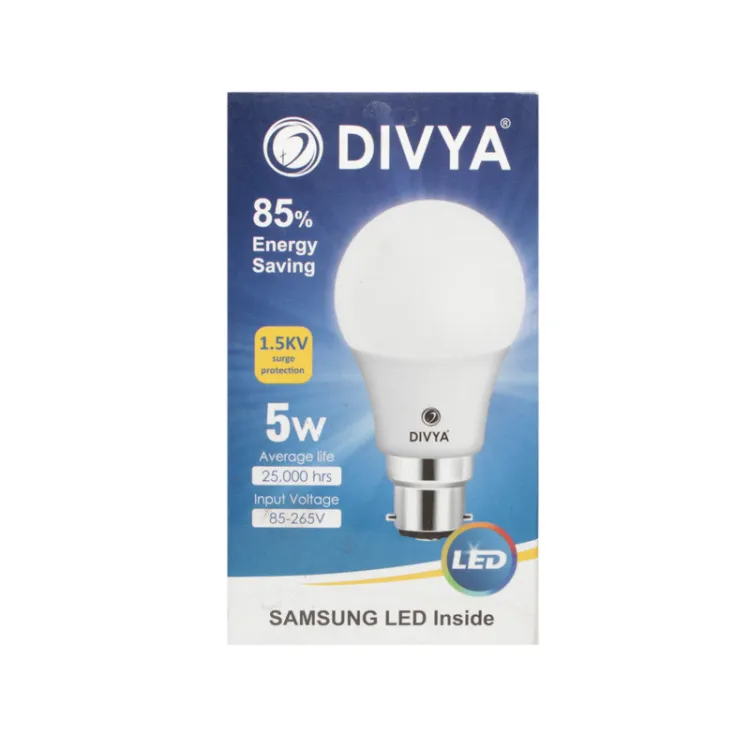 DIVYA®
85%
Energy
Saving
1.5KV
surge
protection
5W
Average life
25,000 hrs
Input Voltage
85-265V
DIVYA
LED
SAMSUNG LED Inside